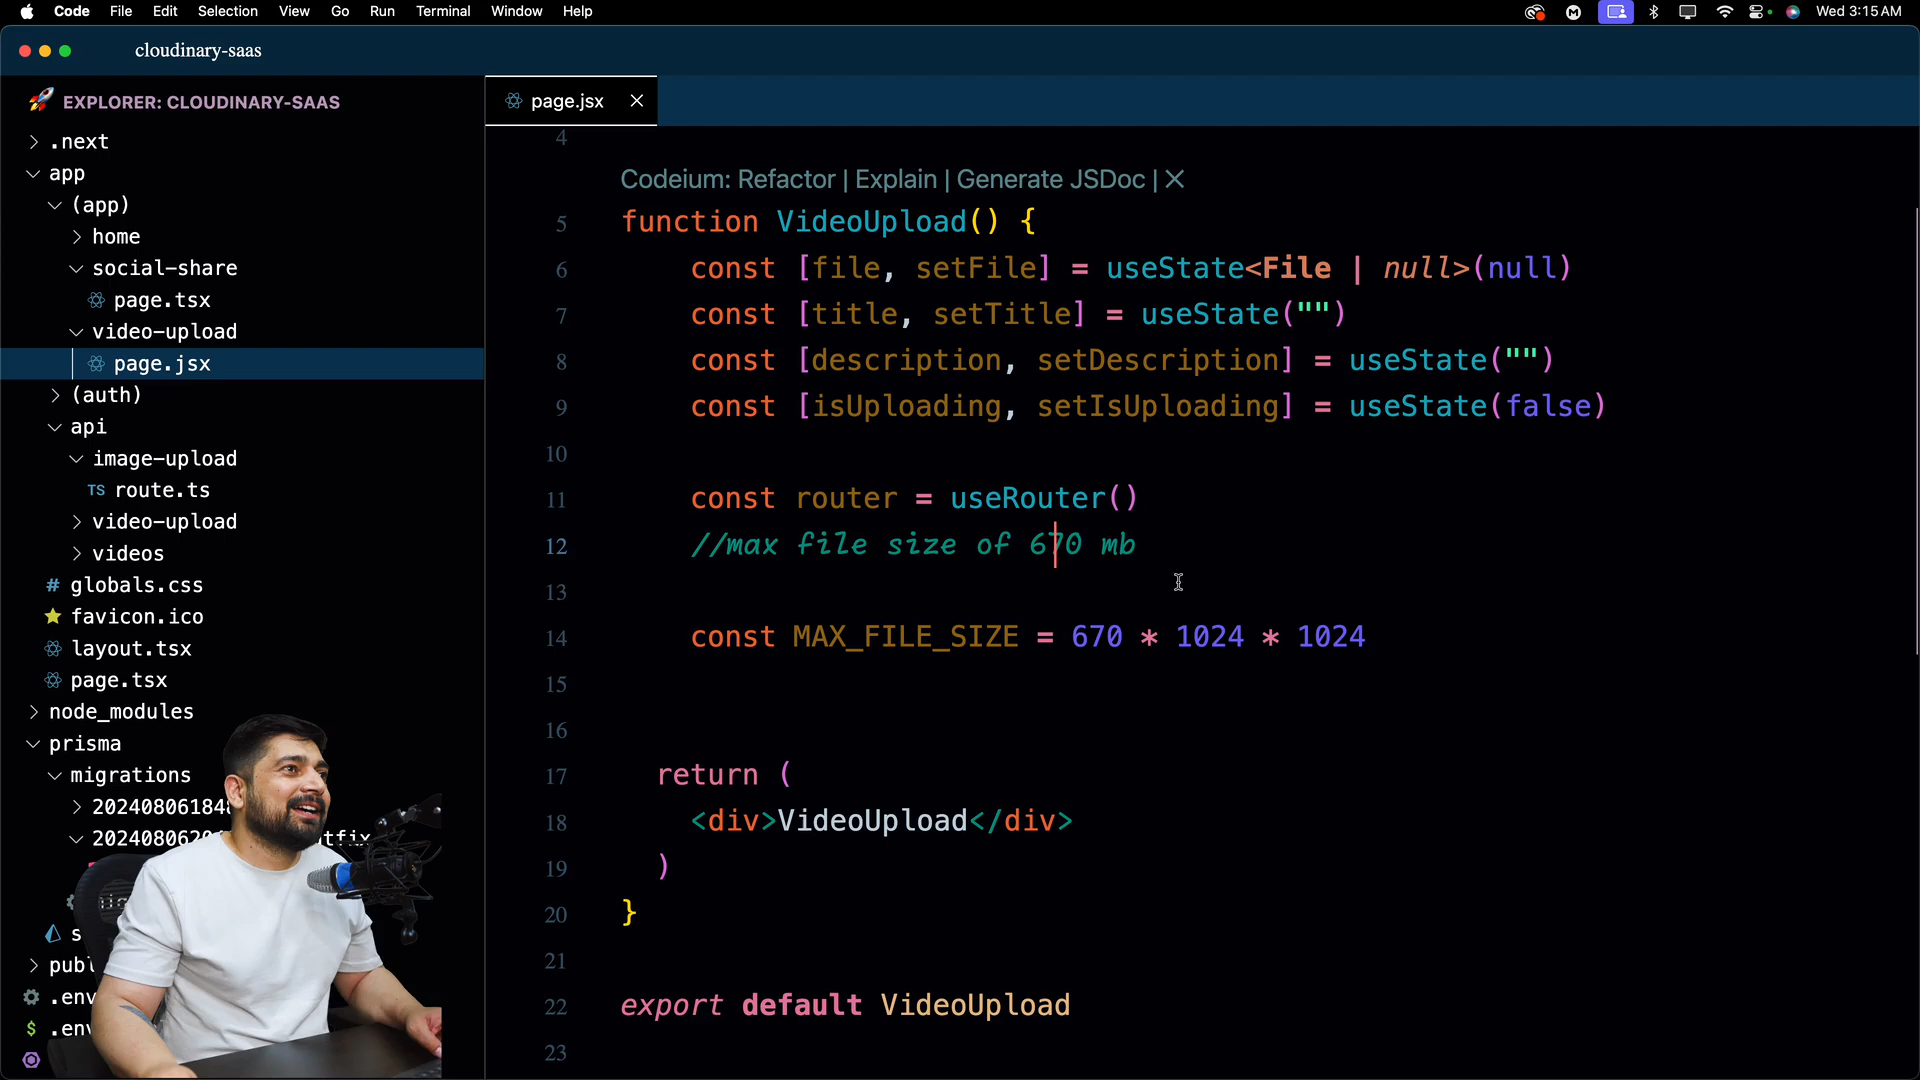 Code File Edit Selection View Go Run Terminal Window Help Wed 3:15 AM
cloudinary-saas
EXPLORER: CLOUDINARY-SAAS
.next
app
(app)
home
social-share
page.tsx
video-upload
page.jsx
(auth)
api
image-upload
TS route.ts
video-upload
videos
# globals.css
favicon.ico
layout.tsx
page.tsx
node_modules
prisma
migrations
page.jsx
4
Codeium: Refactor | Explain | Generate JSDoc |
5 function VideoUpload() {
6 const [file, setFile] = useState<File | null>(null)
7 const [title, setTitle] = useState("")
8 const [description, setDescription] = useState("")
9 const [isUploading, setIsUploading] = useState(false)
10
11 const router = useRouter()
12 //max file size of 670 mb
13
14 const MAX_FILE_SIZE = 670 * 1024 * 1024
15
16
17 return (
18 <div>VideoUpload</div>
19 )
20 }
21
22 export default VideoUpload
23